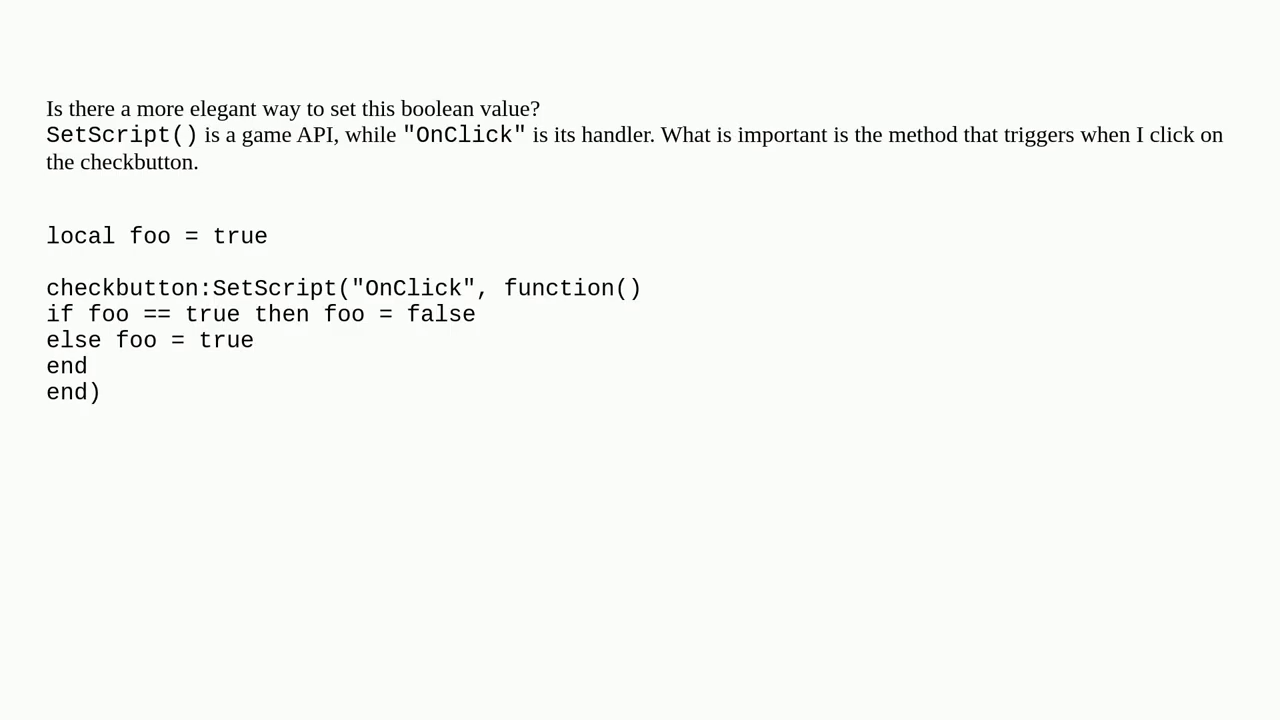 Is there a more elegant way to set this boolean value?
SetScript() is a game API, while "OnClick" is its handler. What is important is the method that triggers when I click on
the checkbutton.
local foo = true
checkbutton:SetScript("OnClick", function()
if foo == true then foo = false
else foo = true
end
end)